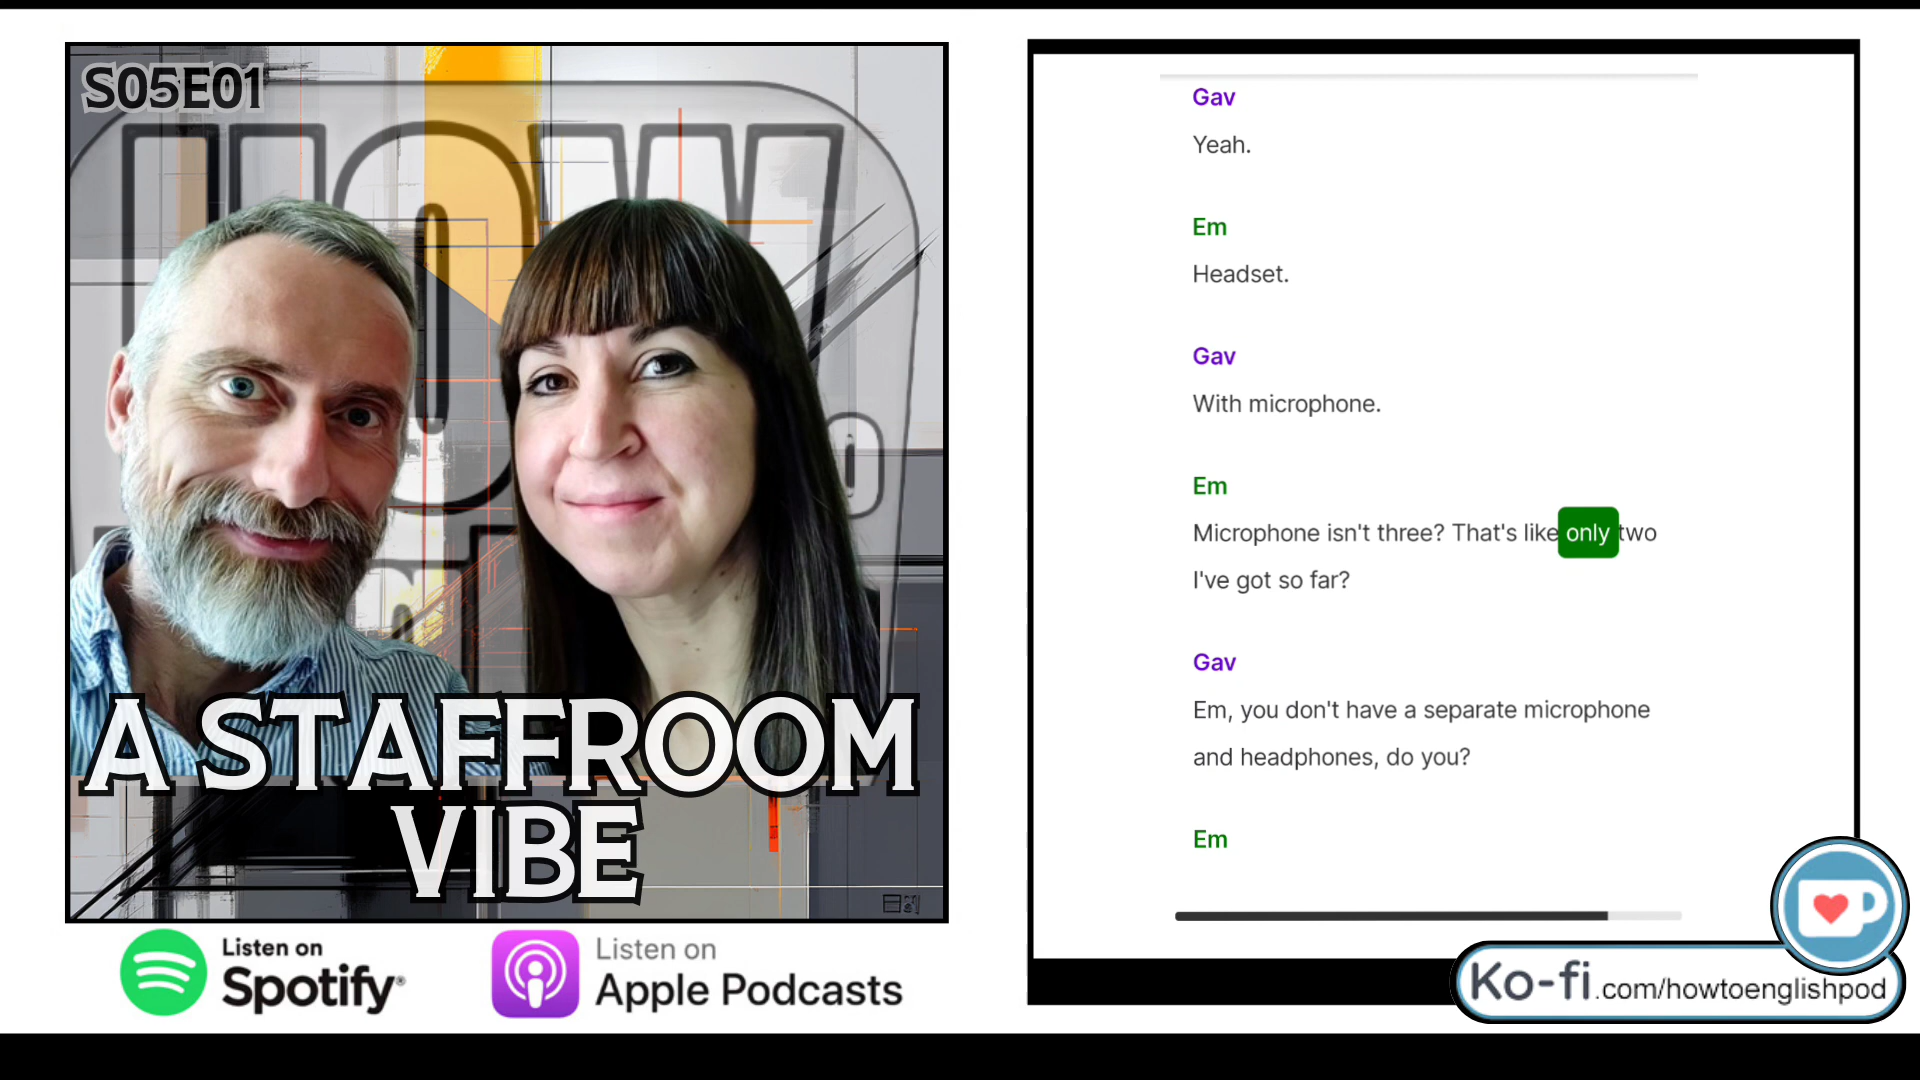 S05E01
HOW
TO
A STAFFROOM
VIBE
Listen on
Spotify
Listen on
Apple Podcasts
Gav
Yeah.
Em
Headset.
Gav
With microphone.
Em
Microphone isn't three? That's like only two
I've got so far?
Gav
Em, you don't have a separate microphone
and headphones, do you?
Em
Ko-fi.com/howtoenglishpod